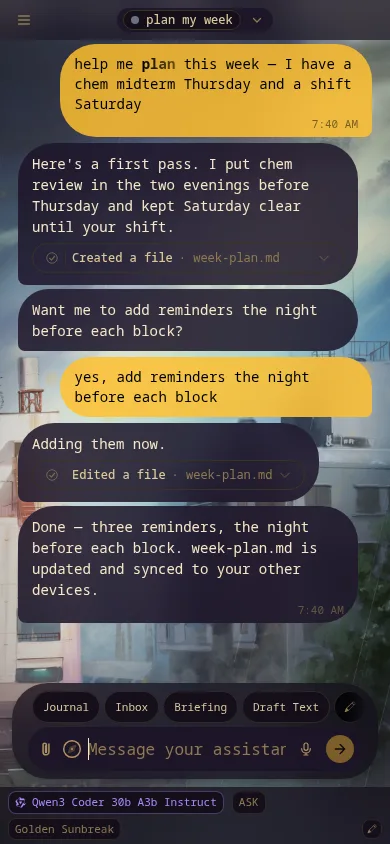 plan my week
help me plan this week — I have a
chem midterm Thursday and a shift
Saturday
7:40 AM
Here's a first pass. I put chem
review in the two evenings before
Thursday and kept Saturday clear
until your shift.
Created a file · week-plan.md
Want me to add reminders the night
before each block?
yes, add reminders the night
before each block
Adding them now.
Edited a file · week-plan.md
Done — three reminders, the night
before each block. week-plan.md is
updated and synced to your other
devices.
7:40 AM
Journal Inbox Briefing Draft Text
Message your assistar
Qwen3 Coder 30b A3b Instruct ASK
Golden Sunbreak